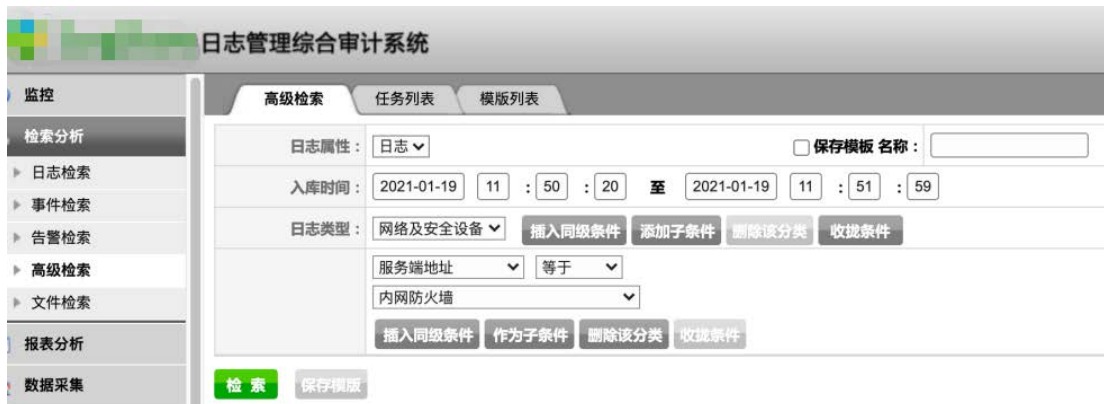 日志管理综合审计系统
监控
检索分析
日志检索
事件检索
告警检索
高级检索
文件检索
报表分析
数据采集
高级检索 任务列表 模版列表
日志属性： 日志 保存模板 名称：
入库时间： 2021-01-19 11 : 50 : 20 至 2021-01-19 11 : 51 : 59
日志类型： 网络及安全设备 插入同级条件 添加子条件 删除该分类 收拢条件
服务端地址 等于
内网防火墙
插入同级条件 作为子条件 删除该分类 收拢条件
检 索 保存模版